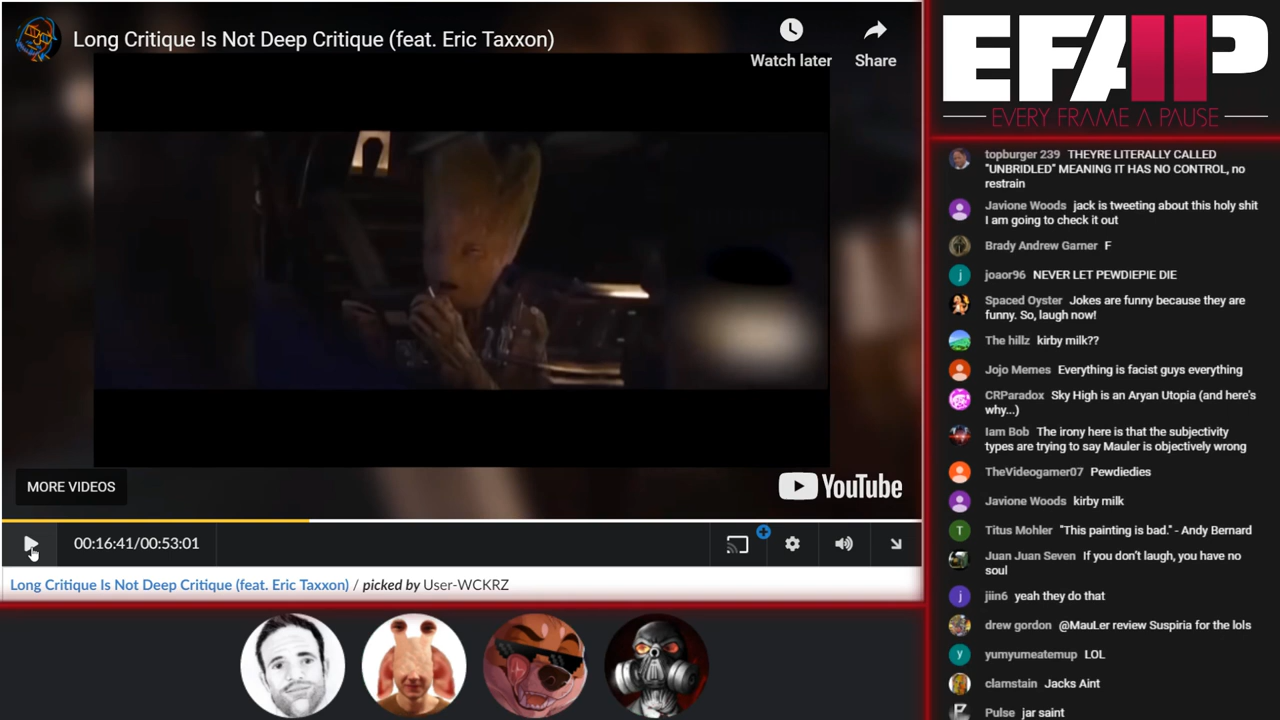 Long Critique Is Not Deep Critique (feat. Eric Taxxon)
Watch later
Share
MORE VIDEOS
YouTube
00:16:41/00:53:01
Long Critique Is Not Deep Critique (feat. Eric Taxxon) / picked by User-WCKRZ
EFAP
EVERY FRAME A PAUSE
topburger 239 THEYRE LITERALLY CALLED
"UNBRIDLED" MEANING IT HAS NO CONTROL, no
restrain
Javione Woods jack is tweeting about this holy shit
I am going to check it out
Brady Andrew Garner F
j
joaor96 NEVER LET PEWDIEPIE DIE
Spaced Oyster Jokes are funny because they are
funny. So, laugh now!
The hillz kirby milk??
Jojo Memes Everything is facist guys everything
CRParadox Sky High is an Aryan Utopia (and here's
why...)
Iam Bob The irony here is that the subjectivity
types are trying to say Mauler is objectively wrong
TheVideogamer07 Pewdiedies
Javione Woods kirby milk
T
Titus Mohler "This painting is bad." - Andy Bernard
Juan Juan Seven If you don't laugh, you have no
soul
j
jiin6 yeah they do that
drew gordon @MauLer review Suspiria for the lols
y
yumyumeatemup LOL
clamstain Jacks Aint
Pulse jar saint